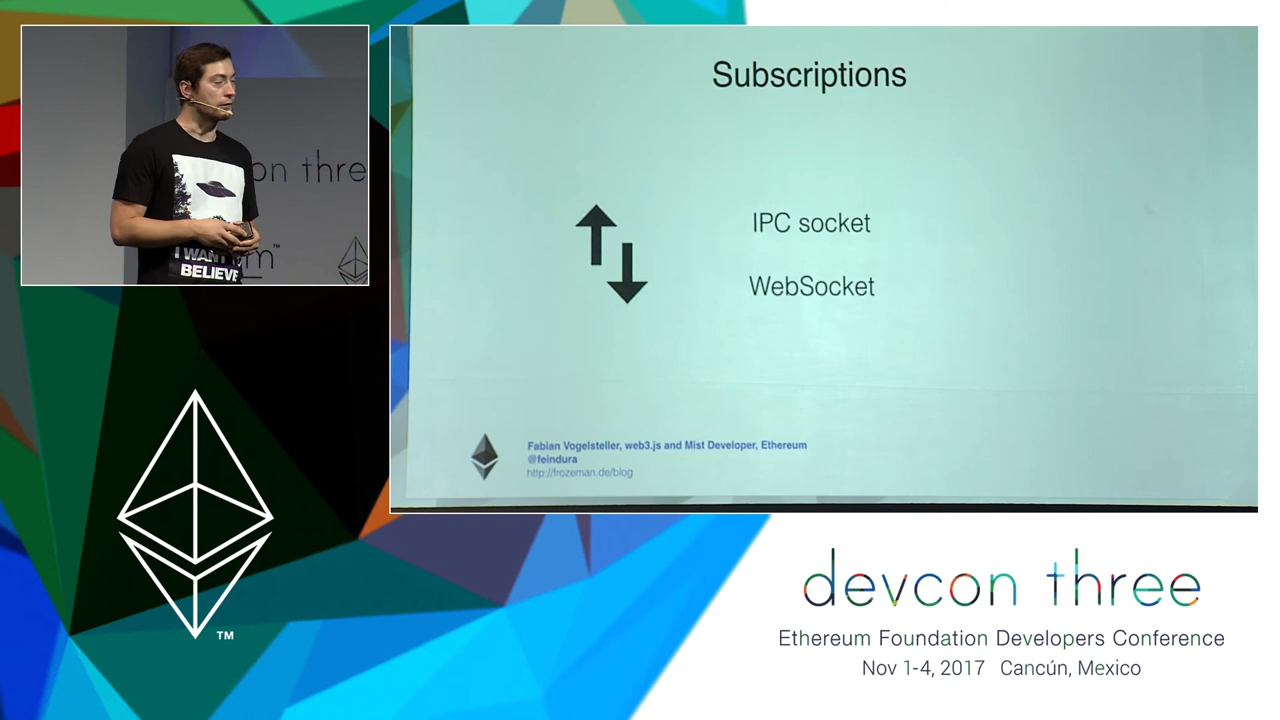 on thre
m™
I WANT
BELIEVE
Subscriptions
IPC socket
WebSocket
Fabian Vogelsteller, web3.js and Mist Developer, Ethereum
@feindura
http://frozeman.de/blog
TM
devcon three
Ethereum Foundation Developers Conference
Nov 1-4, 2017 Cancún, Mexico